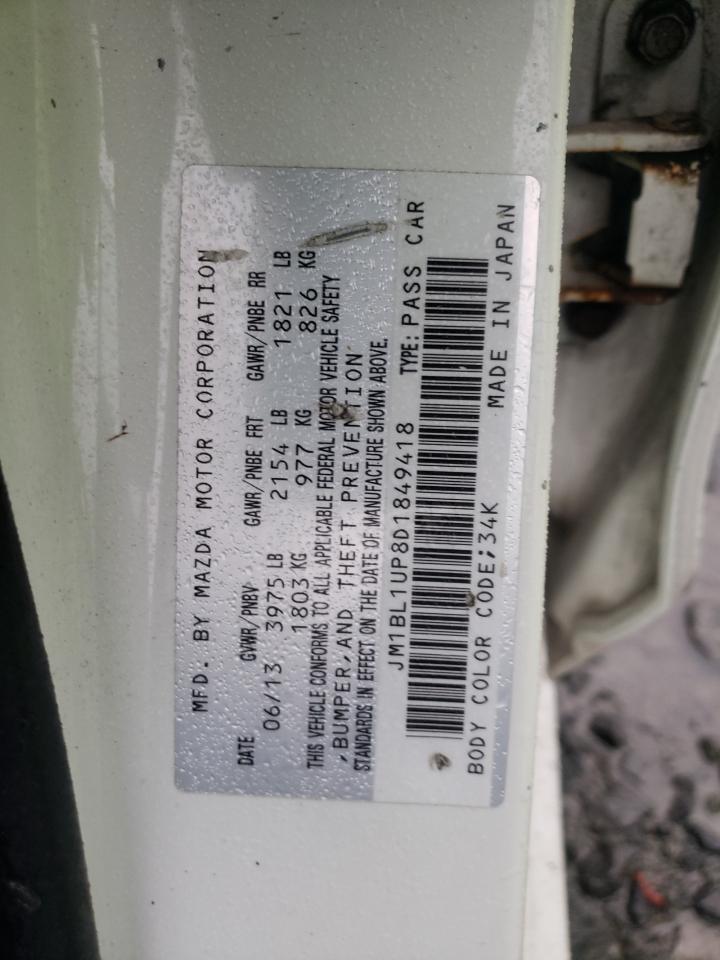 MFD. BY MAZDA MOTOR CORPORATION
DATE GVWR/PNBV GAWR/PNBE FRT GAWR/PNBE RR
06/13 3975 LB 2154 LB 1821 LB
1803 KG 977 KG 826 KG
THIS VEHICLE CONFORMS TO ALL APPLICABLE FEDERAL MOTOR VEHICLE SAFETY
,BUMPER,AND THEFT PREVENTION
STANDARDS IN EFFECT ON THE DATE OF MANUFACTURE SHOWN ABOVE.
JM1BL1UP8D1849418 TYPE:PASS CAR
BODY COLOR CODE;34K MADE IN JAPAN